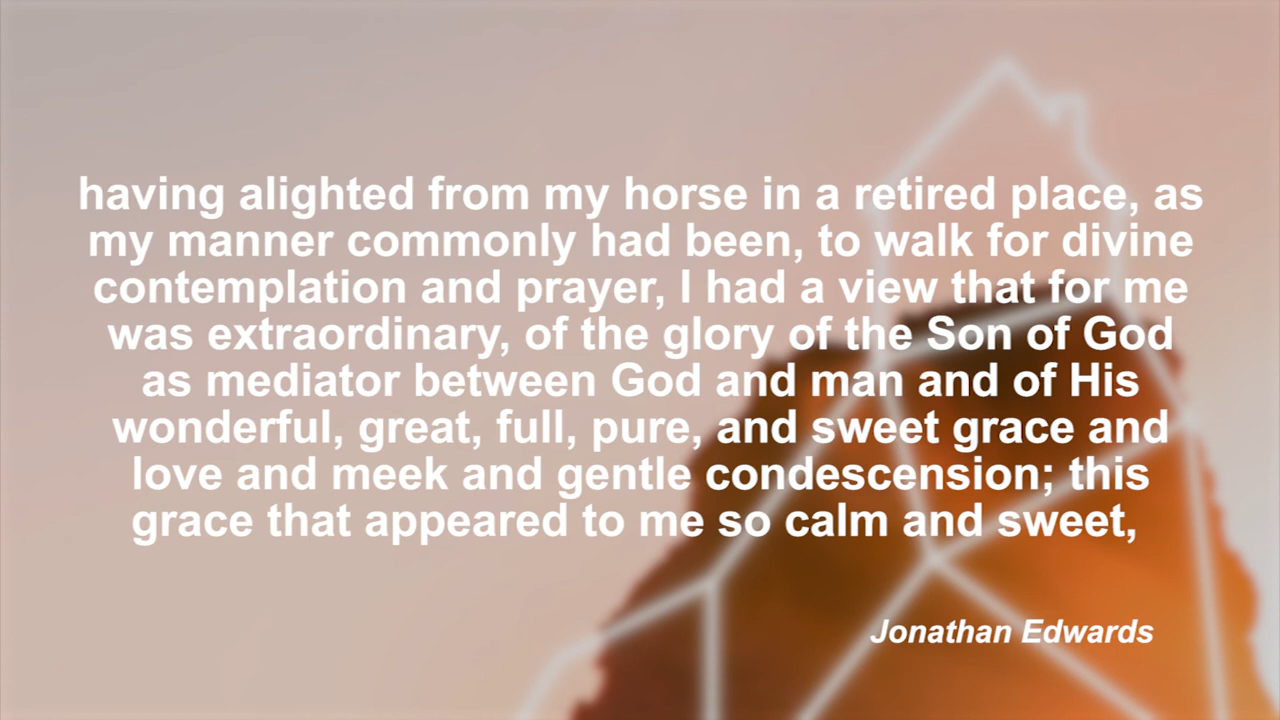 having alighted from my horse in a retired place, as
my manner commonly had been, to walk for divine
contemplation and prayer, I had a view that for me
was extraordinary, of the glory of the Son of God
as mediator between God and man and of His
wonderful, great, full, pure, and sweet grace and
love and meek and gentle condescension; this
grace that appeared to me so calm and sweet,
Jonathan Edwards